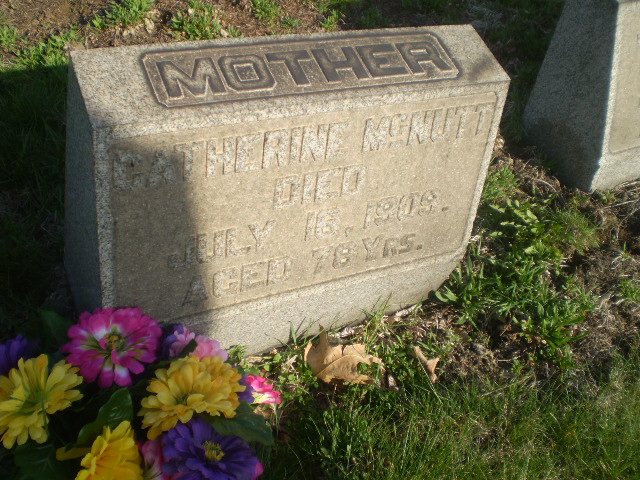 MOTHER
CATHERINE McNUTT
DIED
JULY 16, 1909.
AGED 78 YRS.